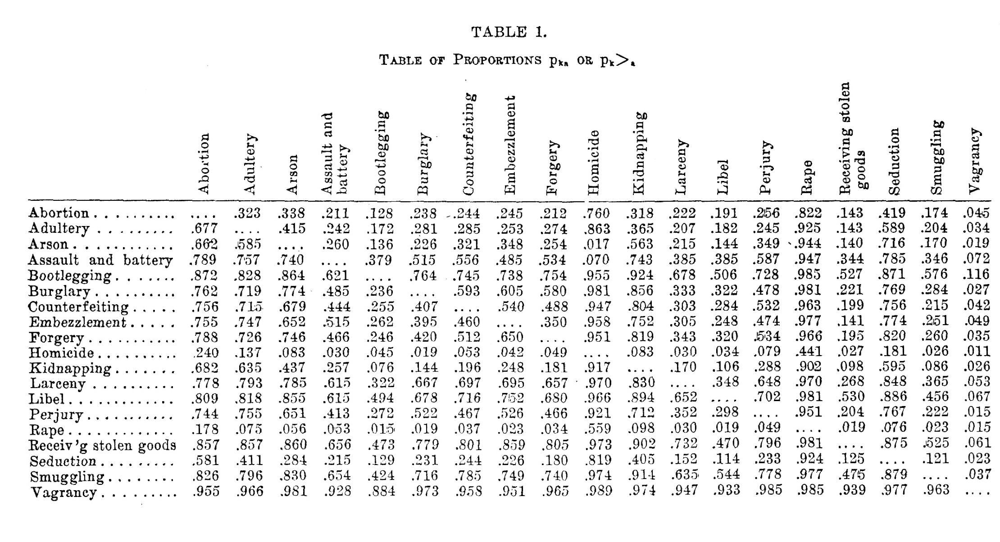 TABLE 1.
TABLE OF PROPORTIONS pka OR pk>a
Abortion Adultery Arson Assault and battery Bootlegging Burglary Counterfeiting Embezzlement Forgery Homicide Kidnapping Larceny Libel Perjury Rape Receiving stolen goods Seduction Smuggling Vagrancy
Abortion . . . . . . . . . . .... .323 .338 .211 .128 .238 .244 .245 .212 .760 .318 .222 .191 .256 .822 .143 .419 .174 .045
Adultery . . . . . . . . . .677 .... .415 .242 .172 .281 .285 .253 .274 .863 .365 .207 .182 .245 .925 .143 .589 .204 .034
Arson . . . . . . . . . . . . .662 .585 .... .260 .136 .226 .321 .348 .254 .017 .563 .215 .144 .349 .944 .140 .716 .170 .019
Assault and battery .789 .757 .740 .... .379 .515 .556 .485 .534 .070 .743 .385 .385 .587 .947 .344 .785 .346 .072
Bootlegging . . . . . . . .872 .828 .864 .621 .... .764 .745 .738 .754 .955 .924 .678 .506 .728 .985 .527 .871 .576 .116
Burglary . . . . . . . . . . .762 .719 .774 .485 .236 .... .593 .605 .580 .981 .856 .333 .322 .478 .981 .221 .769 .284 .027
Counterfeiting . . . . . .756 .715 .679 .444 .255 .407 .... .540 .488 .947 .804 .303 .284 .532 .963 .199 .756 .215 .042
Embezzlement . . . . . .755 .747 .652 .515 .262 .395 .460 .... .350 .958 .752 .305 .248 .474 .977 .141 .774 .251 .049
Forgery . . . . . . . . . . . .788 .726 .746 .466 .246 .420 .512 .650 .... .951 .819 .343 .320 .534 .966 .195 .820 .260 .035
Homicide . . . . . . . . . . .240 .137 .083 .030 .045 .019 .053 .042 .049 .... .083 .030 .034 .079 .441 .027 .181 .026 .011
Kidnapping . . . . . . . .682 .635 .437 .257 .076 .144 .196 .248 .181 .917 .... .170 .106 .288 .902 .098 .595 .086 .026
Larceny . . . . . . . . . . .778 .793 .785 .615 .322 .667 .697 .695 .657 .970 .830 .... .348 .648 .970 .268 .848 .365 .053
Libel . . . . . . . . . . . . . .809 .818 .855 .615 .494 .678 .716 .752 .680 .966 .894 .652 .... .702 .981 .530 .886 .456 .067
Perjury . . . . . . . . . . . .744 .755 .651 .413 .272 .522 .467 .526 .466 .921 .712 .352 .298 .... .951 .204 .767 .222 .015
Rape . . . . . . . . . . . . . .178 .075 .056 .053 .015 .019 .037 .023 .034 .559 .098 .030 .019 .049 .... .019 .076 .023 .015
Receiv'g stolen goods .857 .857 .860 .656 .473 .779 .801 .859 .805 .973 .902 .732 .470 .796 .981 .... .875 .525 .061
Seduction . . . . . . . . . .581 .411 .284 .215 .129 .231 .244 .226 .180 .819 .405 .152 .114 .233 .924 .125 .... .121 .023
Smuggling . . . . . . . . .826 .796 .830 .654 .424 .716 .785 .749 .740 .974 .914 .635 .544 .778 .977 .475 .879 .... .037
Vagrancy . . . . . . . . . .955 .966 .981 .928 .884 .973 .958 .951 .965 .989 .974 .947 .933 .985 .985 .939 .977 .963 ....